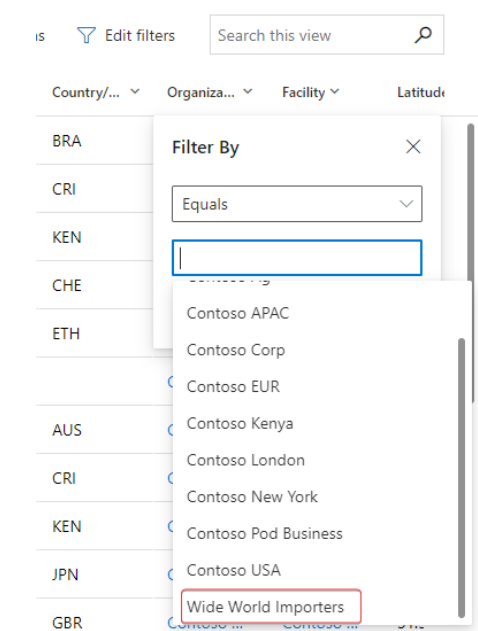 Edit filters
Search this view
Country/... Organiza... Facility Latitude
BRA
Filter By
CRI
Equals
KEN
CHE
Contoso APAC
ETH
Contoso Corp
Contoso EUR
AUS
Contoso Kenya
CRI
Contoso London
Contoso New York
KEN
Contoso Pod Business
JPN
Contoso USA
Wide World Importers
GBR